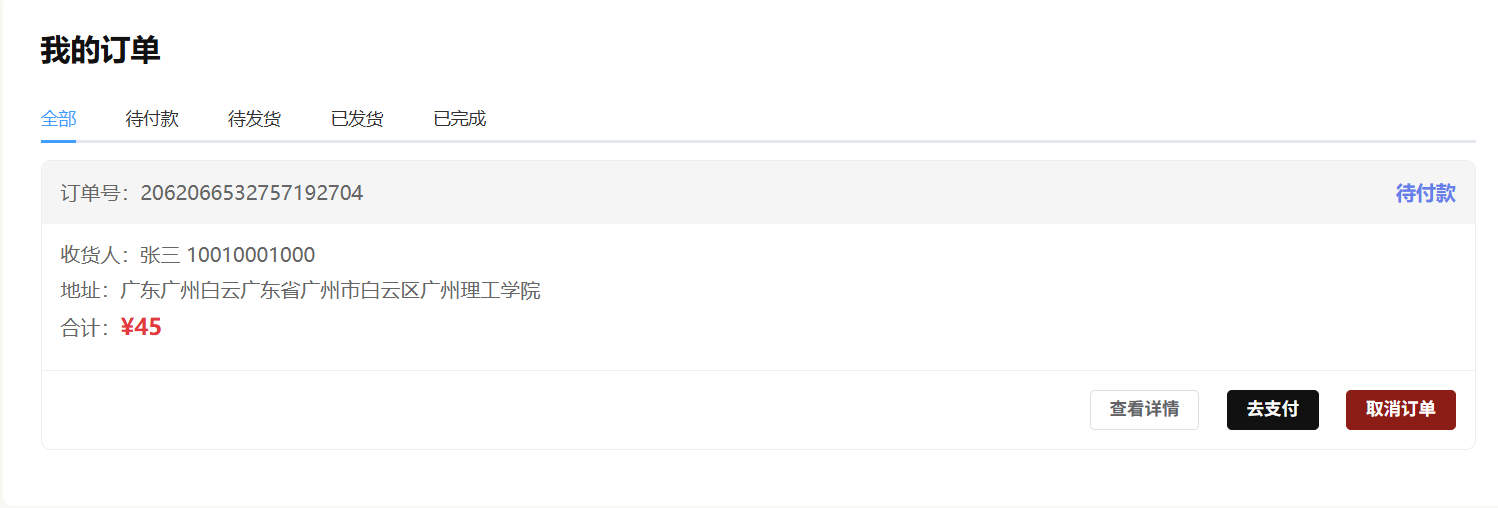 我的订单
全部 待付款 待发货 已发货 已完成
订单号：2062066532757192704 待付款
收货人：张三 10010001000
地址：广东广州白云广东省广州市白云区广州理工学院
合计：¥45
查看详情 去支付 取消订单